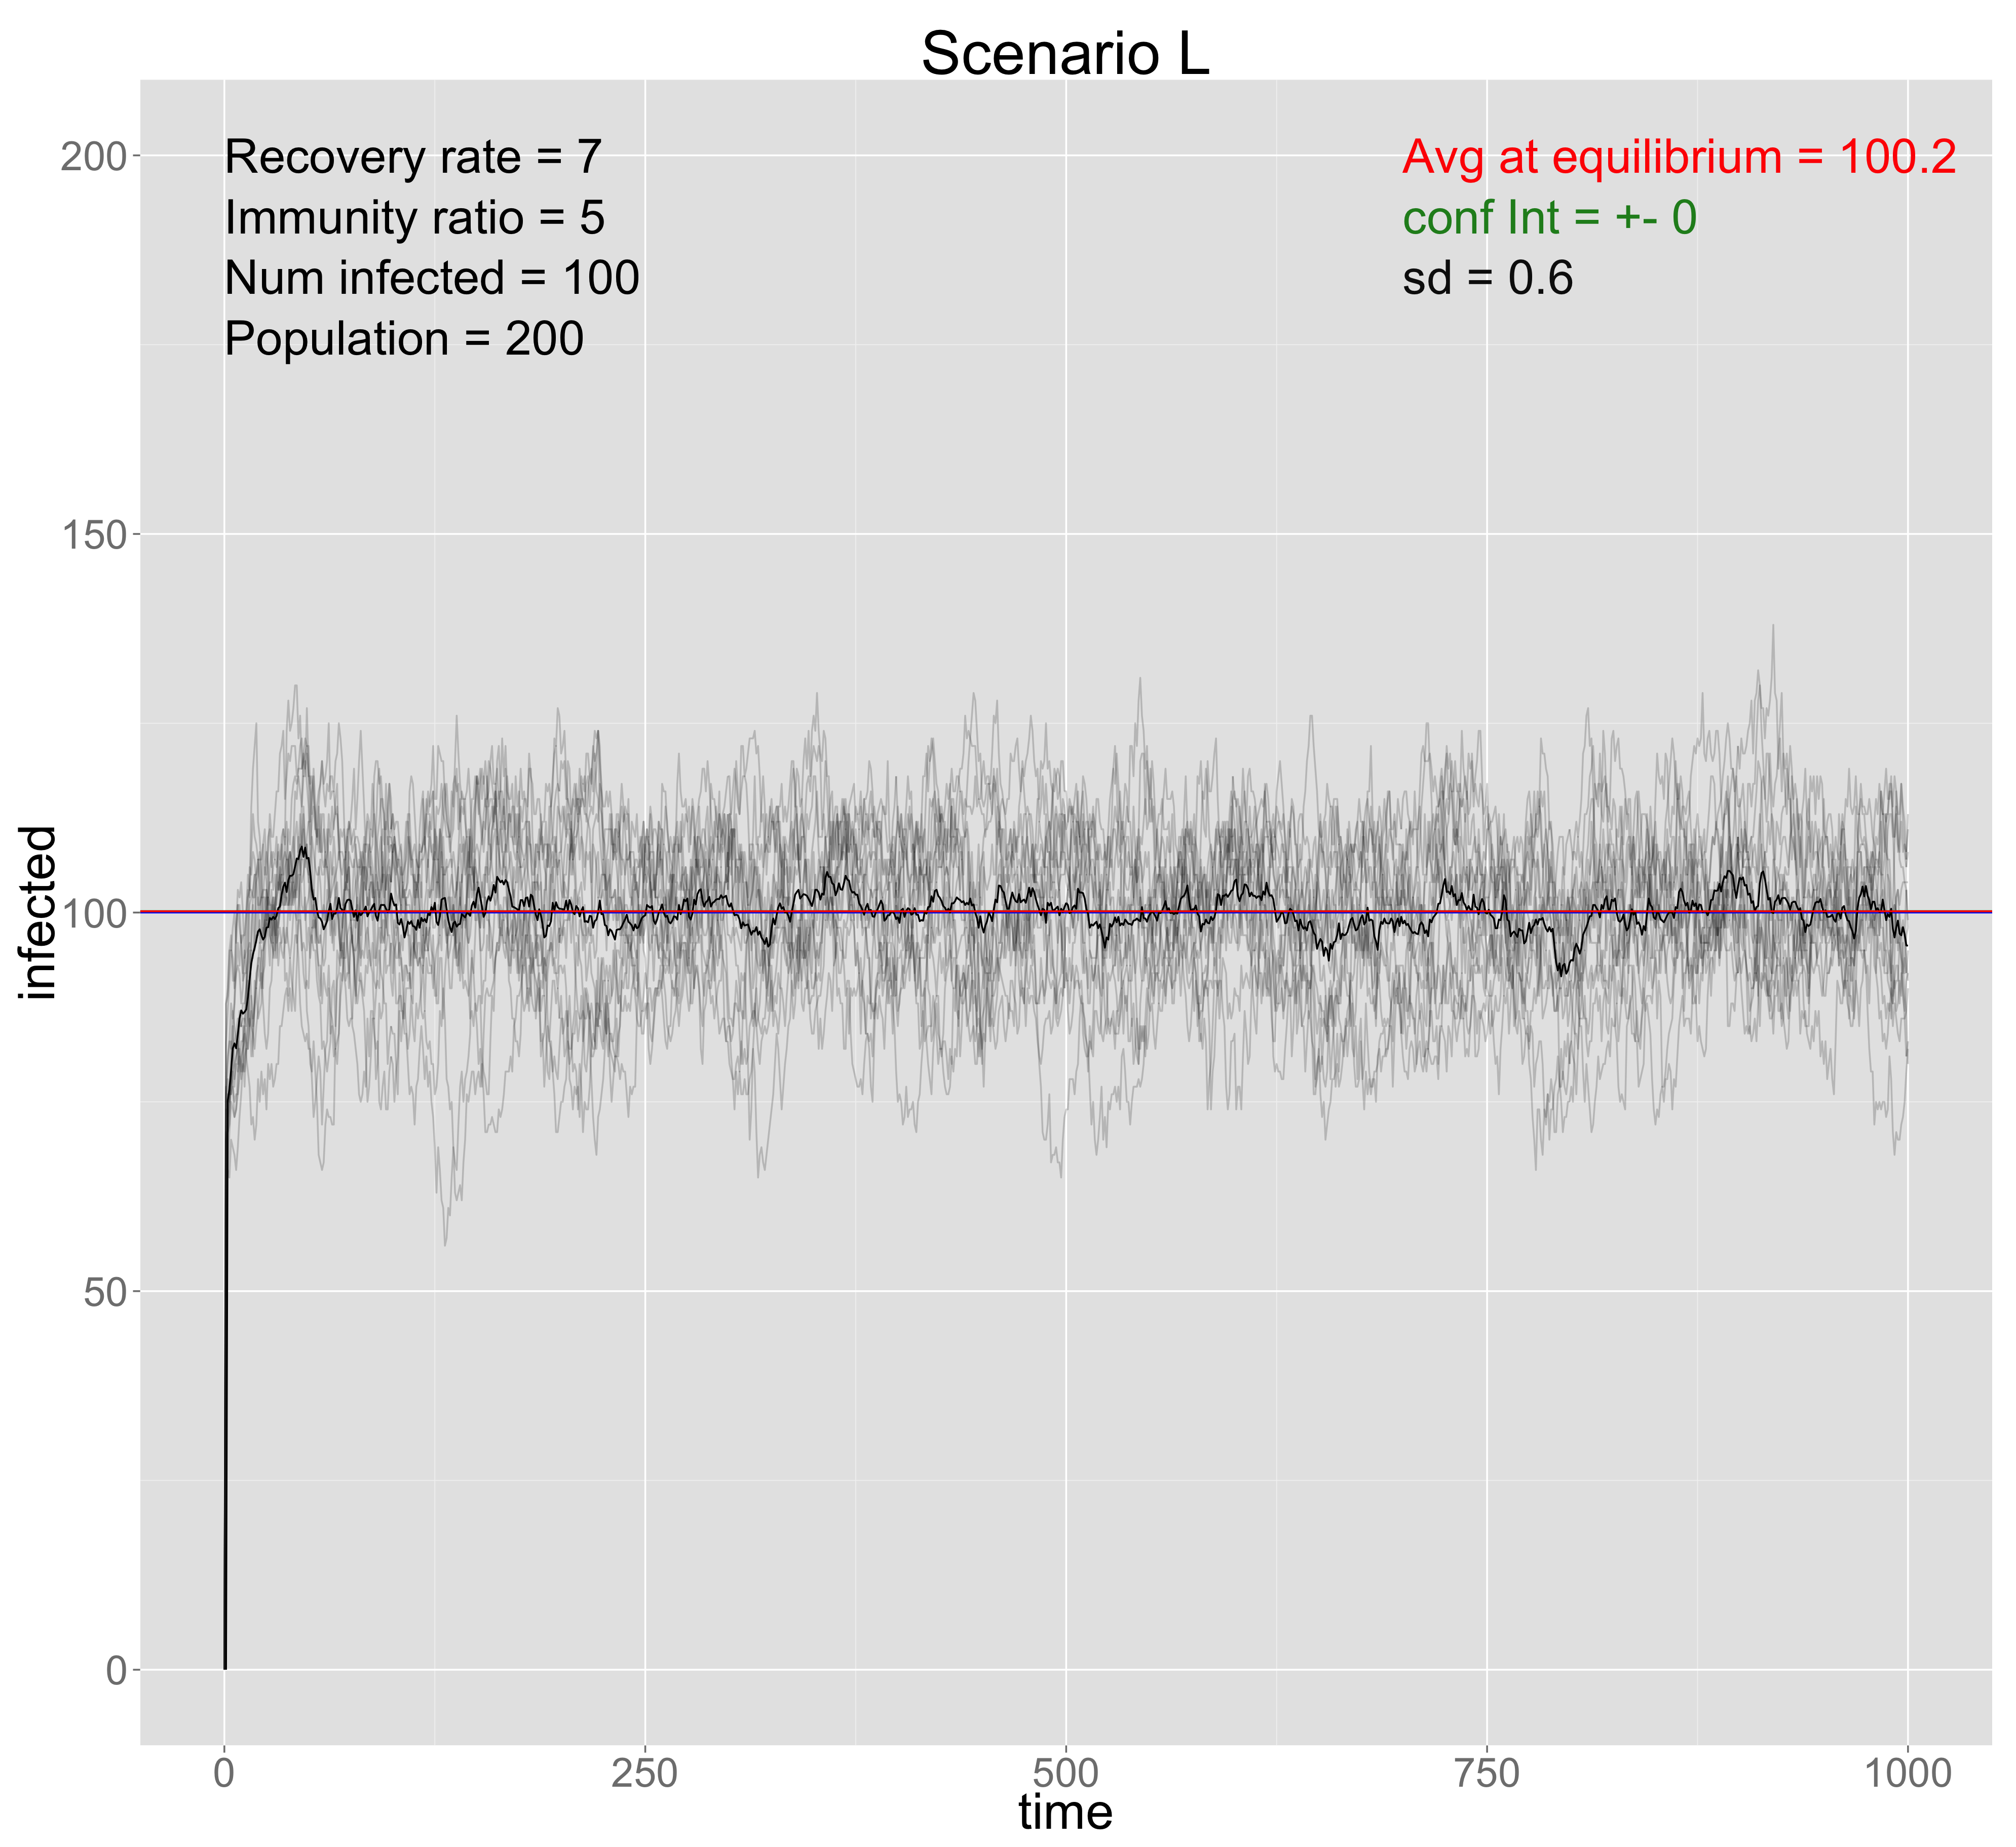 Scenario L
Recovery rate = 7
Immunity ratio = 5
Num infected = 100
Population = 200
Avg at equilibrium = 100.2
conf Int = +- 0
sd = 0.6
infected
200
150
100
50
0
0 250 500 750 1000
time